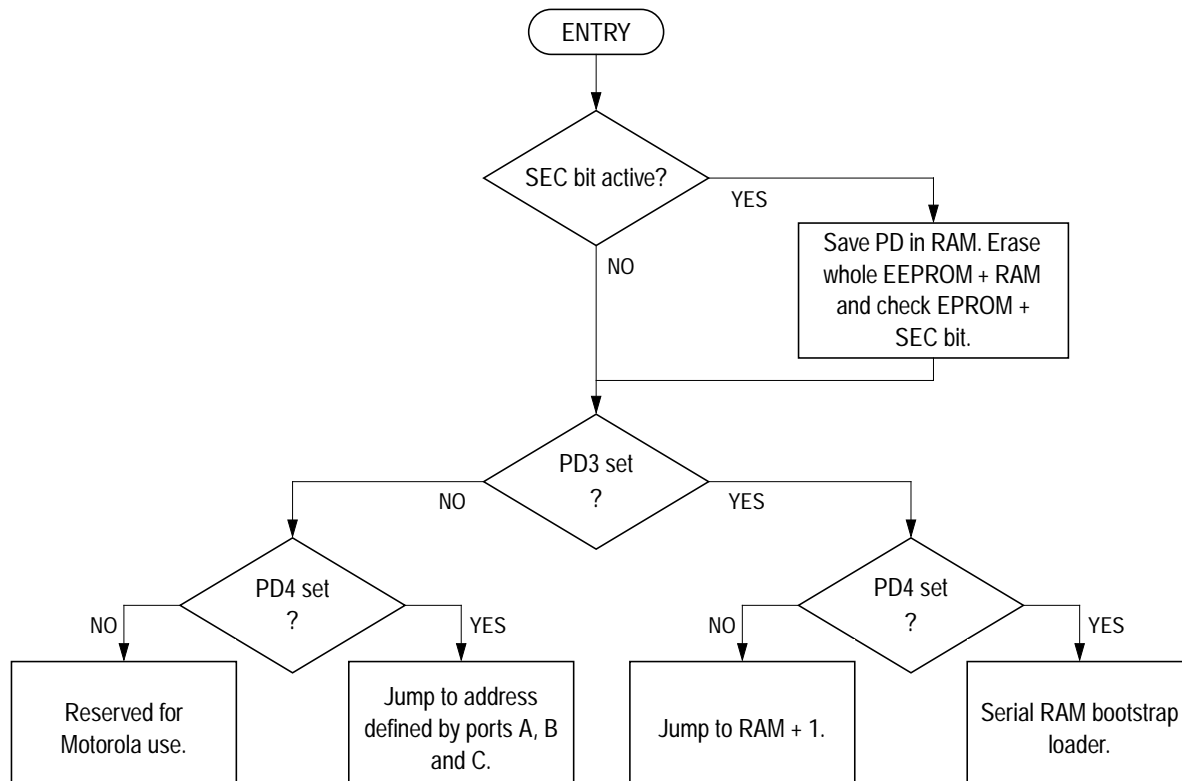 ENTRY
SEC bit active?
YES
NO
Save PD in RAM. Erase
whole EEPROM + RAM
and check EPROM +
SEC bit.
PD3 set
?
NO
YES
PD4 set
?
NO
YES
PD4 set
?
NO
YES
Reserved for
Motorola use.
Jump to address
defined by ports A, B
and C.
Jump to RAM + 1.
Serial RAM bootstrap
loader.